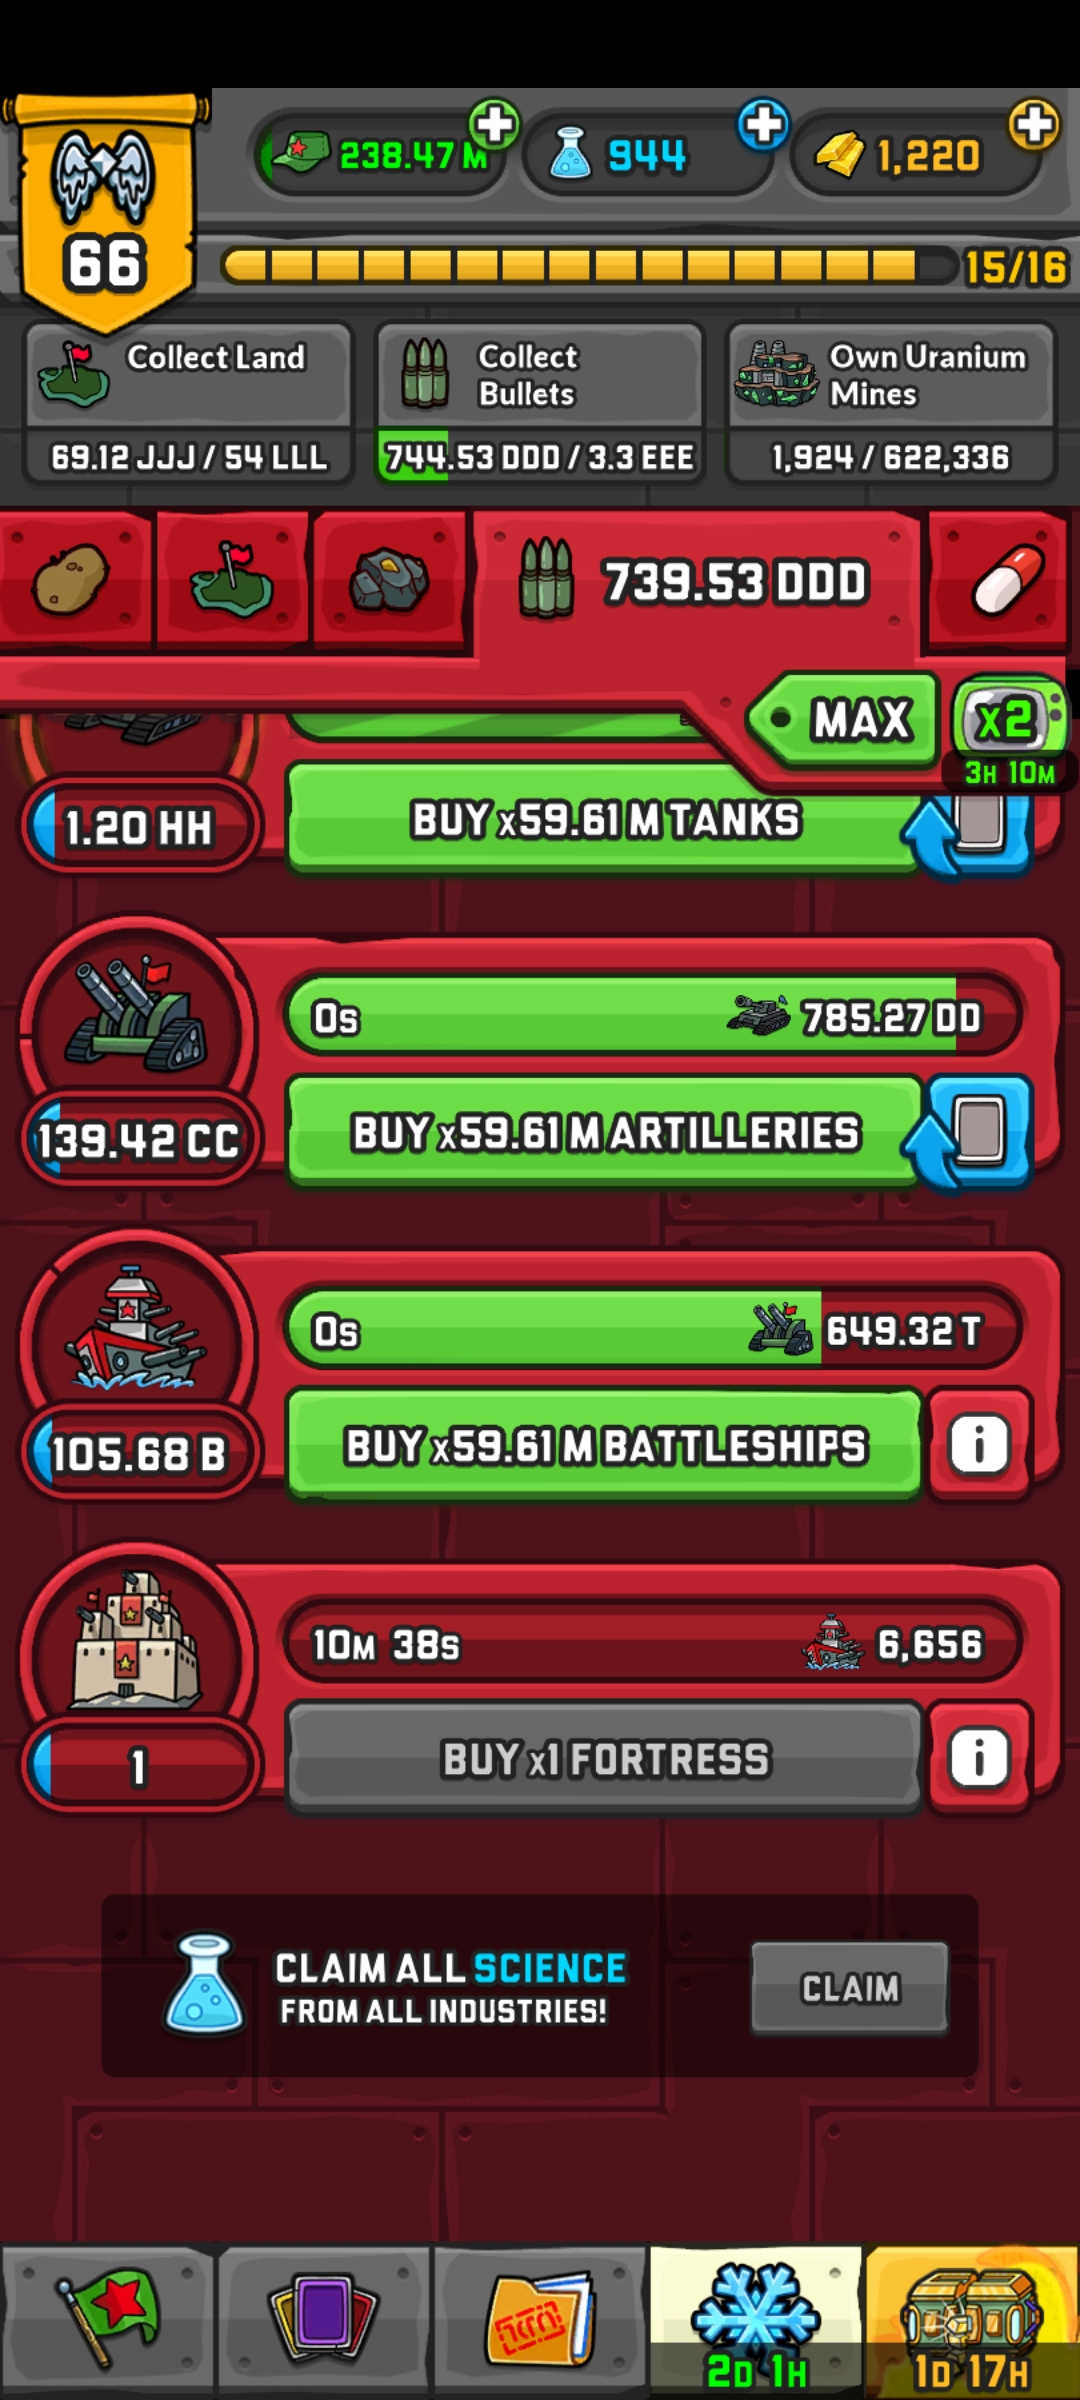 238.47 M
944
1,220
66
15/16
Collect Land
69.12 JJJ / 54 LLL
Collect
Bullets
744.53 DDD / 3.3 EEE
Own Uranium
Mines
1,924 / 622,336
739.53 DDD
MAX
x2
3H 10M
1.20 HH
BUY x59.61 M TANKS
0s
785.27 DD
139.42 CC
BUY x59.61 M ARTILLERIES
0s
649.32 T
105.68 B
BUY x59.61 M BATTLESHIPS
i
10M 38s
6,656
1
BUY x1 FORTRESS
i
CLAIM ALL SCIENCE
FROM ALL INDUSTRIES!
CLAIM
2D 1H
1D 17H